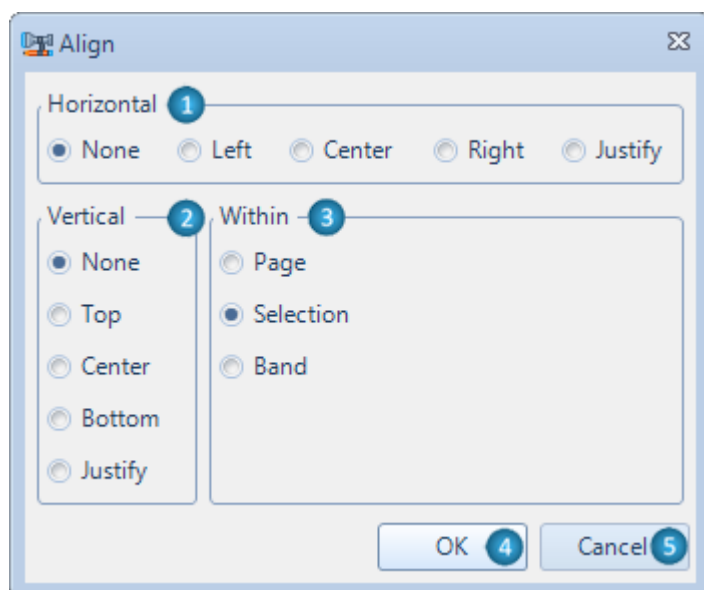 Align
Horizontal 1
None Left Center Right Justify
Vertical 2
None
Top
Center
Bottom
Justify
Within 3
Page
Selection
Band
OK 4 Cancel 5